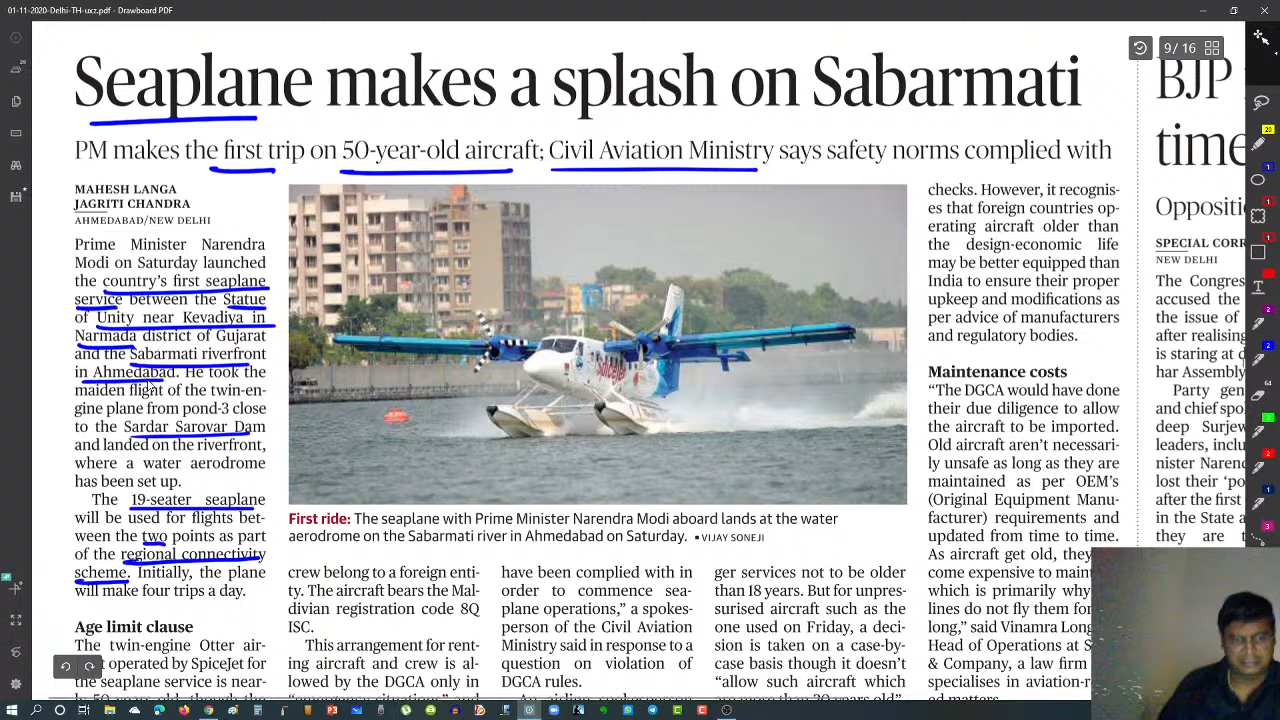 01-11-2020-Delhi-TH-uxz.pdf - Drawboard PDF
9 / 16
Seaplane makes a splash on Sabarmati
PM makes the first trip on 50-year-old aircraft; Civil Aviation Ministry says safety norms complied with
MAHESH LANGA
JAGRITI CHANDRA
AHMEDABAD/NEW DELHI
Prime Minister Narendra
Modi on Saturday launched
the country's first seaplane
service between the Statue
of Unity near Kevadiya in
Narmada district of Gujarat
and the Sabarmati riverfront
in Ahmedabad. He took the
maiden flight of the twin-en-
gine plane from pond-3 close
to the Sardar Sarovar Dam
and landed on the riverfront,
where a water aerodrome
has been set up.
The 19-seater seaplane
will be used for flights bet-
ween the two points as part
of the regional connectivity
scheme. Initially, the plane
will make four trips a day.
Age limit clause
The twin-engine Otter air-
operated by SpiceJet for
the seaplane service is near-
First ride: The seaplane with Prime Minister Narendra Modi aboard lands at the water
aerodrome on the Sabarmati river in Ahmedabad on Saturday. ▪ VIJAY SONEJI
crew belong to a foreign enti-
ty. The aircraft bears the Mal-
divian registration code 8Q
ISC.
This arrangement for rent-
ing aircraft and crew is al-
lowed by the DGCA only in
have been complied with in
order to commence sea-
plane operations,” a spokes-
person of the Civil Aviation
Ministry said in response to a
question on violation of
DGCA rules.
ger services not to be older
than 18 years. But for unpres-
surised aircraft such as the
one used on Friday, a deci-
sion is taken on a case-by-
case basis though it doesn't
“allow such aircraft which
checks. However, it recognis-
es that foreign countries op-
erating aircraft older than
the design-economic life
may be better equipped than
India to ensure their proper
upkeep and modifications as
per advice of manufacturers
and regulatory bodies.
Maintenance costs
“The DGCA would have done
their due diligence to allow
the aircraft to be imported.
Old aircraft aren't necessari-
ly unsafe as long as they are
maintained as per OEM's
(Original Equipment Manu-
facturer) requirements and
updated from time to time.
As aircraft get old, they
come expensive to main
which is primarily why
lines do not fly them for
long,” said Vinamra Long
Head of Operations at S
& Company, a law firm
specialises in aviation-r
BJP
time
Oppositi
SPECIAL CORR
NEW DELHI
The Congres
accused the
the issue of
after realising
is staring at d
har Assembly
Party gen
and chief spo
deep Surjew
leaders, inclu
nister Naren
lost their 'po
after the first
in the State a
they are t